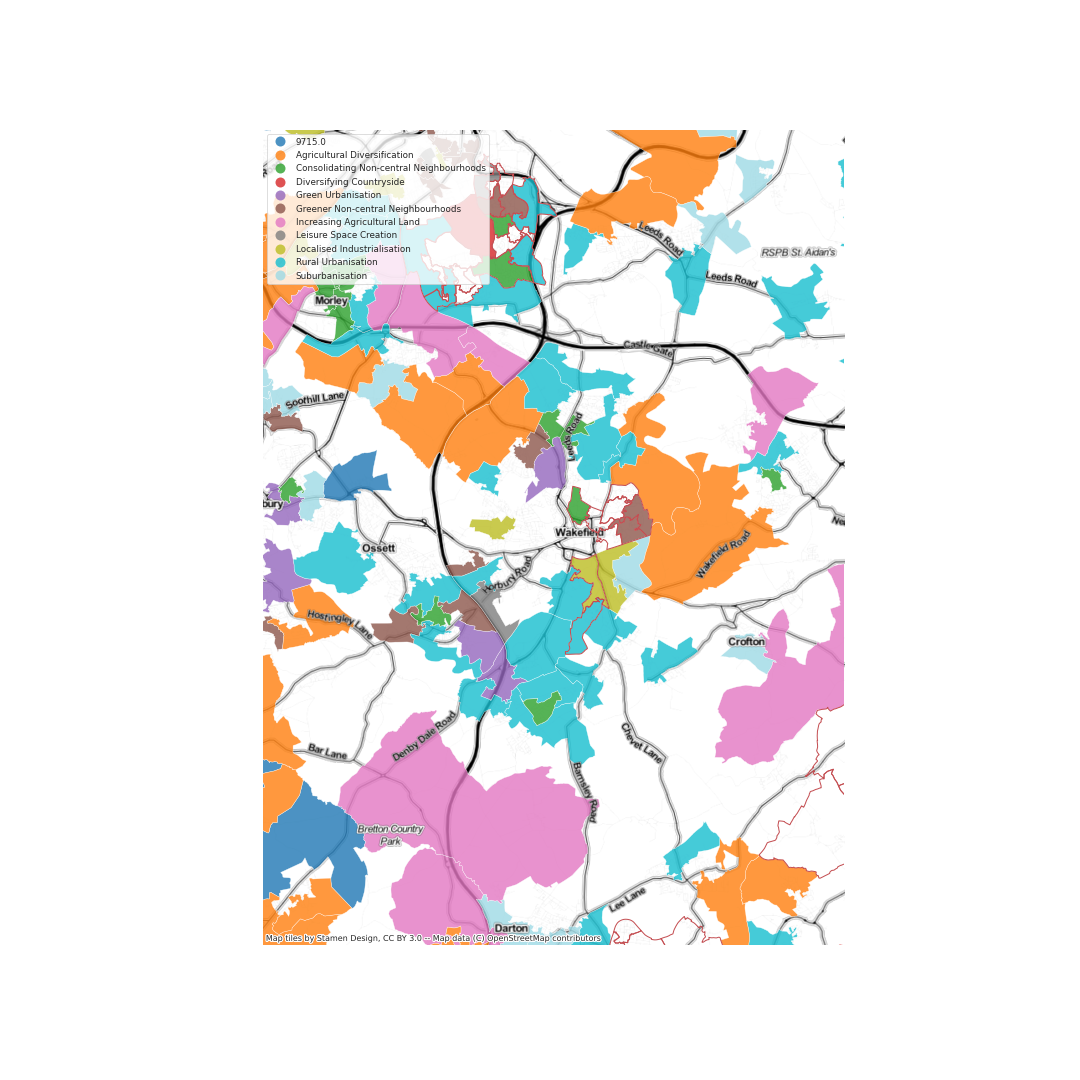 9715.0
Agricultural Diversification
Consolidating Non-central Neighbourhoods
Diversifying Countryside
Green Urbanisation
Greener Non-central Neighbourhoods
Increasing Agricultural Land
Leisure Space Creation
Localised Industrialisation
Rural Urbanisation
Suburbanisation
Leeds Road
RSPB St. Aidan's
Leeds Road
Morley
Castle Gate
Soothill Lane
Leeds Road
bury
Wakefield
Ossett
Wakefield Road
Horbury Road
Hostingley Lane
Crofton
Denby Dale Road
Chevet Lane
Bar Lane
Barnsley Road
Bretton Country
Park
Lee Lane
Darton
Map tiles by Stamen Design, CC BY 3.0 -- Map data (C) OpenStreetMap contributors